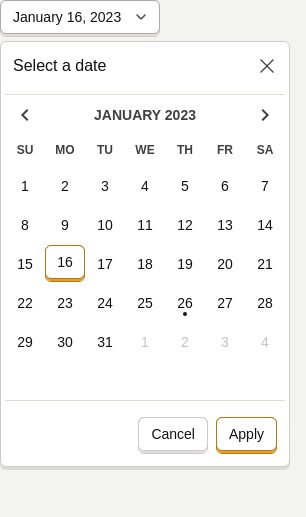 January 16, 2023
Select a date
JANUARY 2023
SU MO TU WE TH FR SA
1 2 3 4 5 6 7
8 9 10 11 12 13 14
15 16 17 18 19 20 21
22 23 24 25 26 27 28
29 30 31 1 2 3 4
Cancel Apply